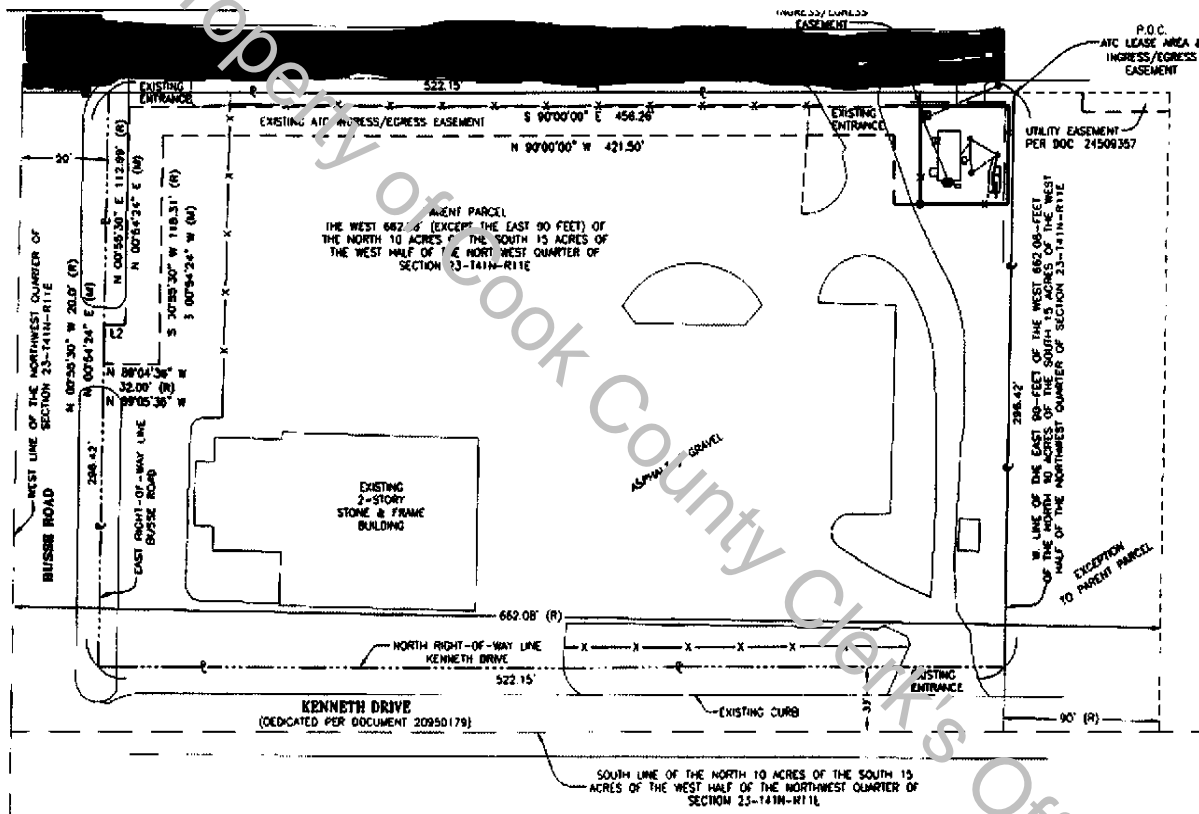 INGRESS/EGRESS
EASEMENT
P.O.C.
ATC LEASE AREA &
INGRESS/EGRESS
EASEMENT
EXISTING
ENTRANCE
522.15'
EXISTING ATC INGRESS/EGRESS EASEMENT
S 90°00'00" E 456.26'
N 90°00'00" W 421.50'
EXISTING
ENTRANCE
UTILITY EASEMENT
PER DOC 24509357
20'
N 00°55'30" E 112.99' (R)
N 00°54'24" E (M)
S 00°55'30" W 118.31' (R)
S 00°54'24" W (M)
PARENT PARCEL
THE WEST 662.08' (EXCEPT THE EAST 90 FEET) OF
THE NORTH 10 ACRES OF THE SOUTH 15 ACRES OF
THE WEST HALF OF THE NORTHWEST QUARTER OF
SECTION 23-T41N-R11E
WEST LINE OF THE NORTHWEST QUARTER OF
SECTION 23-T41N-R11E
N 00°55'30" W 20.0' (R)
N 00°54'24" E (M)
L2
N 89°04'36" W
32.00' (R)
N 89°05'36" W
296.42'
EAST RIGHT-OF-WAY LINE
BUSSE ROAD
BUSSE ROAD
EXISTING
2-STORY
STONE & FRAME
BUILDING
ASPHALT GRAVEL
296.42'
W. LINE OF THE EAST 90-FEET OF THE WEST 662.08-FEET
OF THE NORTH 10 ACRES OF THE SOUTH 15 ACRES OF THE WEST
HALF OF THE NORTHWEST QUARTER OF SECTION 23-T41N-R11E
EXCEPTION
TO PARENT PARCEL
662.08' (R)
NORTH RIGHT-OF-WAY LINE
KENNETH DRIVE
522.15'
EXISTING
ENTRANCE
KENNETH DRIVE
(DEDICATED PER DOCUMENT 20950179)
EXISTING CURB
33'
90' (R)
SOUTH LINE OF THE NORTH 10 ACRES OF THE SOUTH 15
ACRES OF THE WEST HALF OF THE NORTHWEST QUARTER OF
SECTION 23-T41N-R11E
Property of Cook County Clerk's Off